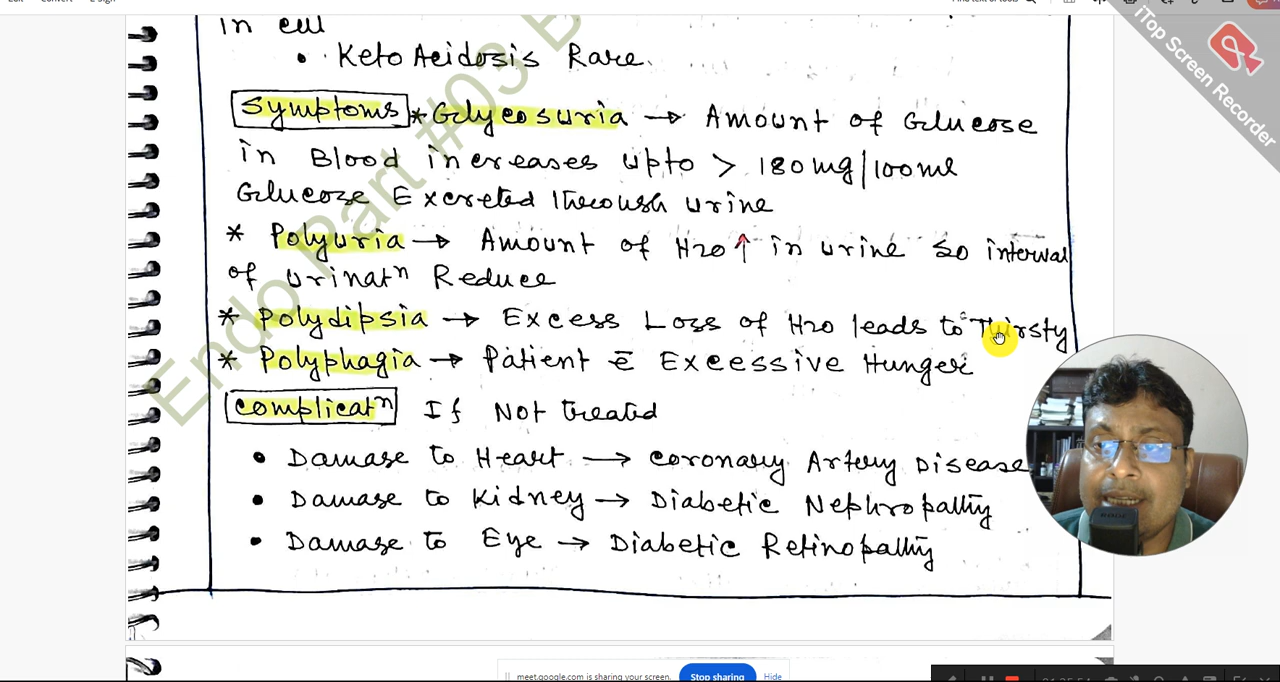 In cell
• Keto Acidosis Rare.
Symptoms * Glycosuria → Amount of Glucose
in Blood increases upto > 180mg/100ml
Glucose Excreted through urine
* Polyuria → Amount of H2O ↑ in urine so interval
of urinatⁿ Reduce
* Polydipsia → Excess Loss of H2O leads to Thirsty
* Polyphagia → Patient c̄ Excessive Hunger
Complicatⁿ If Not treated
• Damage to Heart → Coronary Artery Disease
• Damage to Kidney → Diabetic Nephropathy
• Damage to Eye → Diabetic Retinopathy
Endo Part #03
iTop Screen Recorder
meet.google.com is sharing your screen. Stop sharing Hide